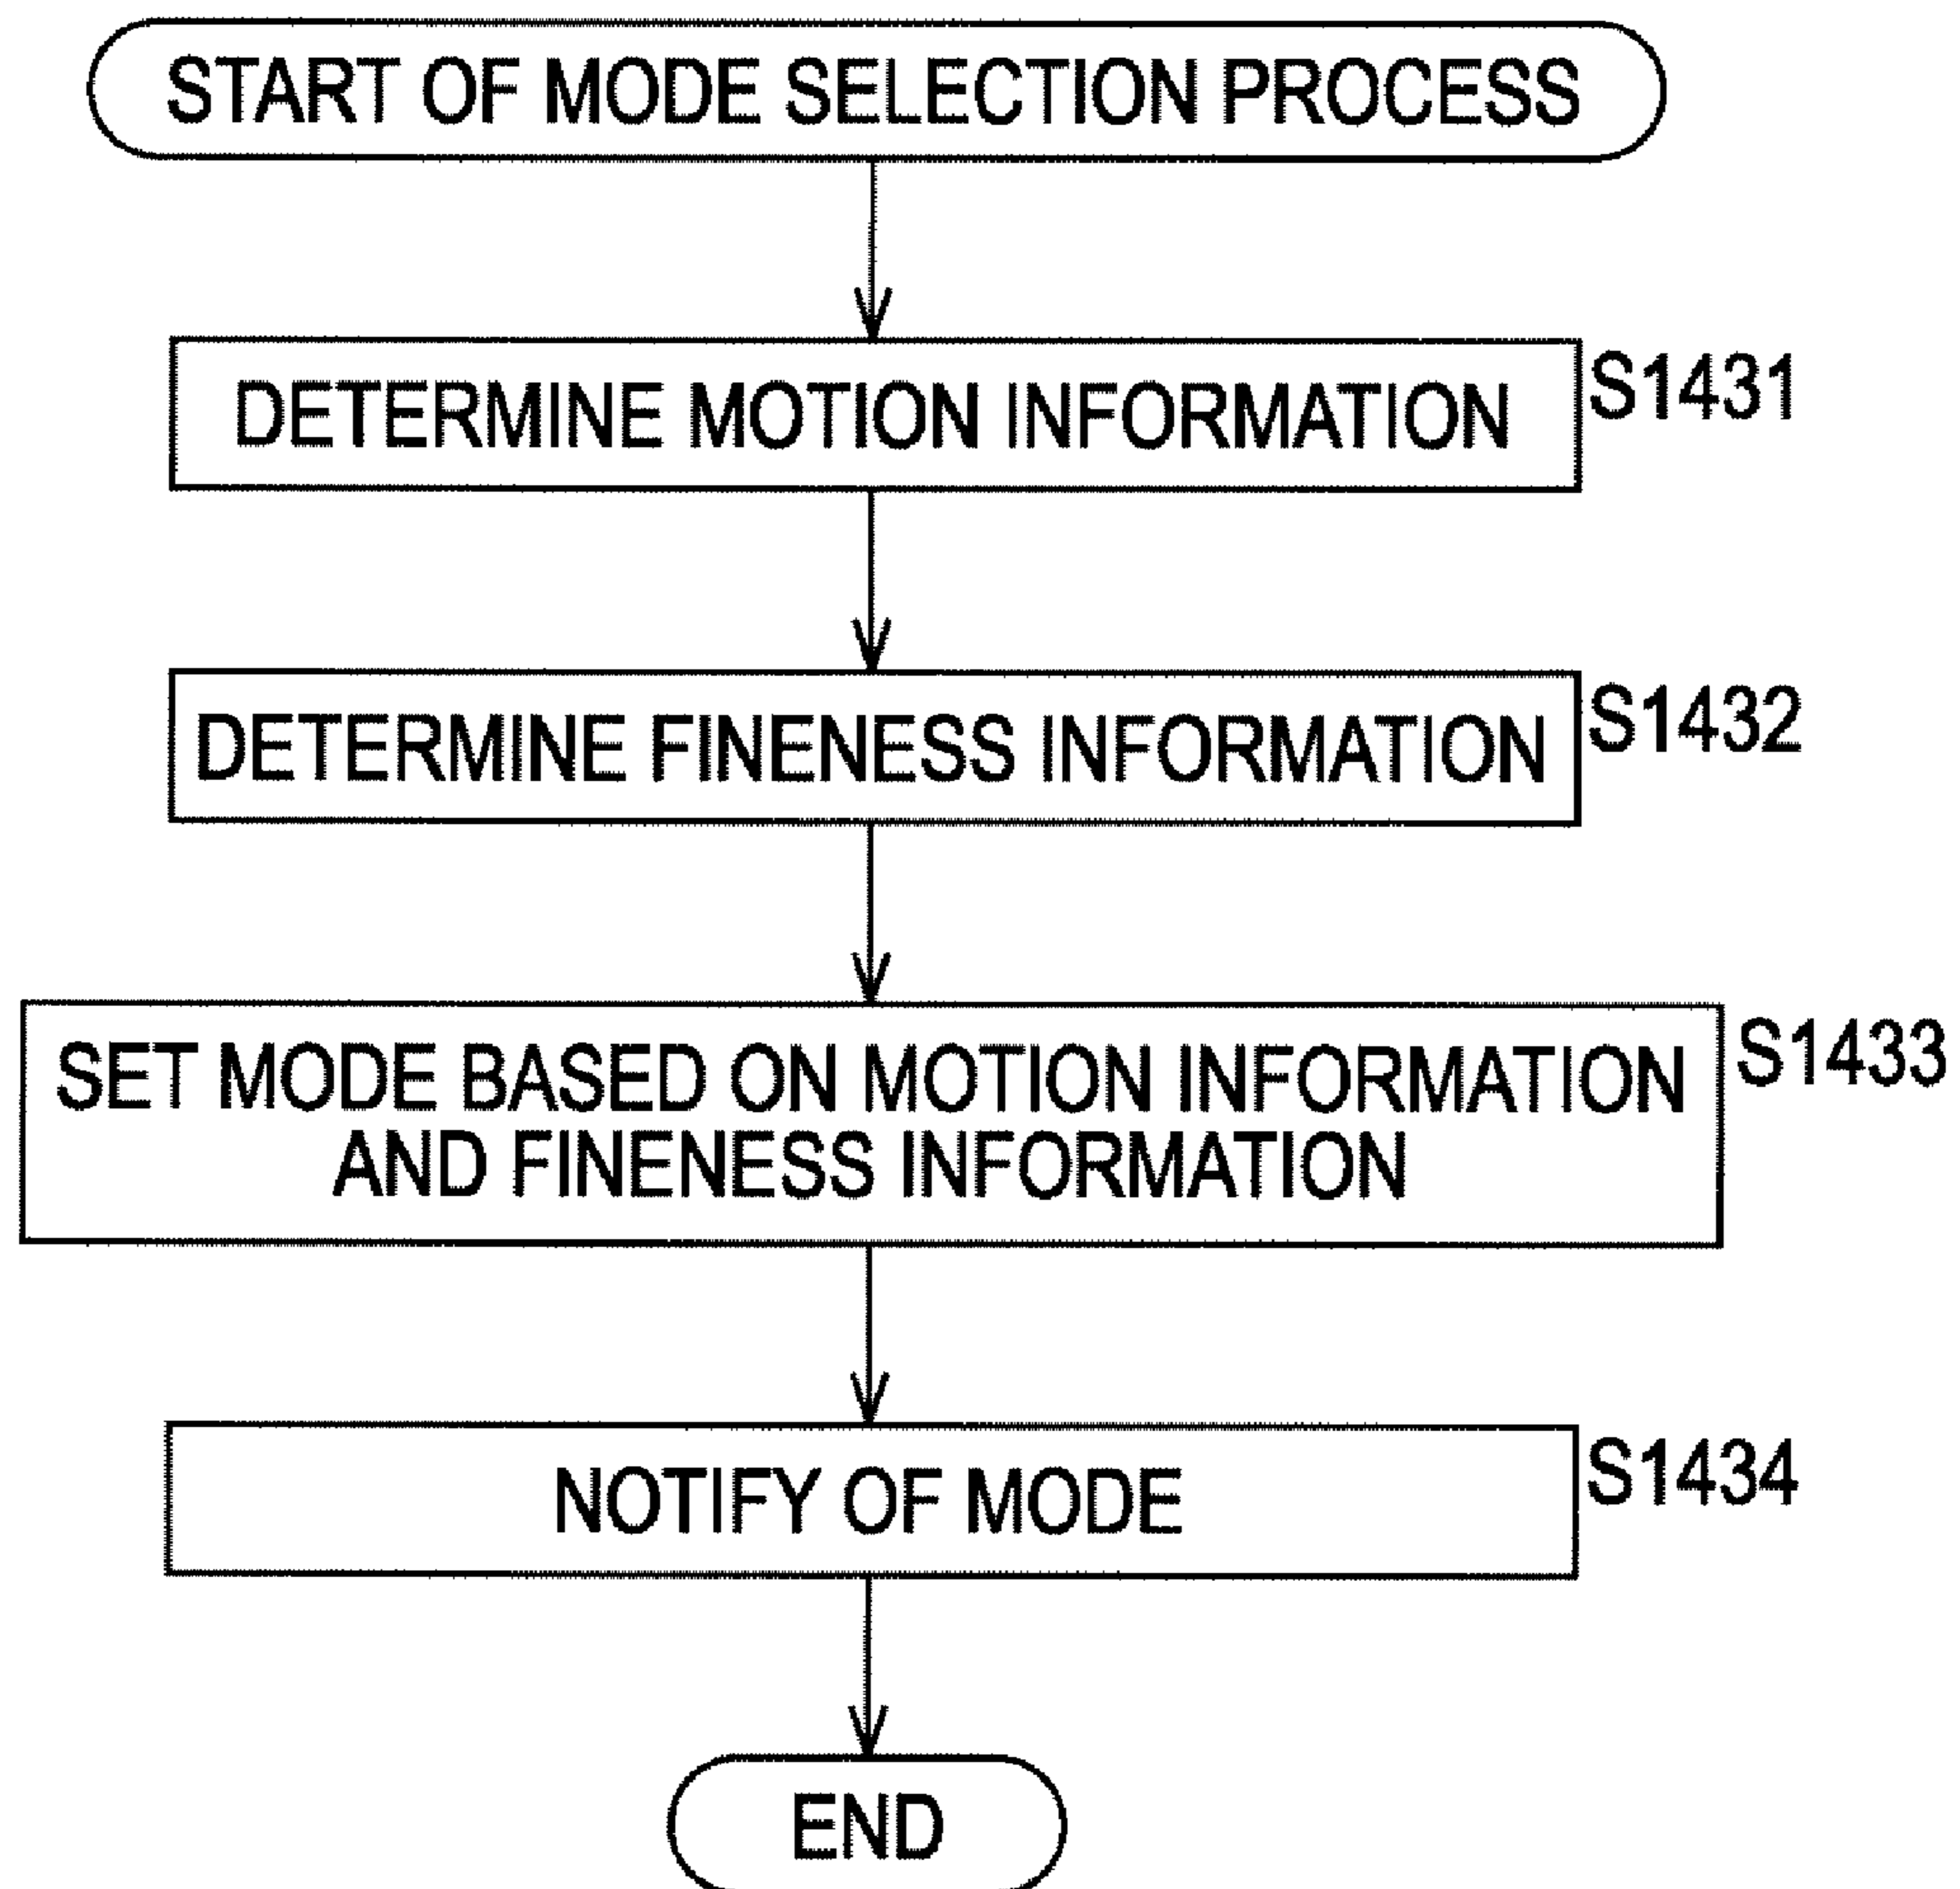 START OF MODE SELECTION PROCESS
DETERMINE MOTION INFORMATION
S1431
DETERMINE FINENESS INFORMATION
S1432
SET MODE BASED ON MOTION INFORMATION
AND FINENESS INFORMATION
S1433
NOTIFY OF MODE
S1434
END